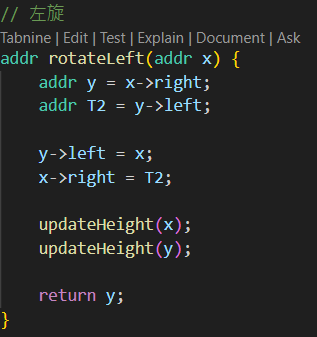 // 左旋
Tabnine | Edit | Test | Explain | Document | Ask
addr rotateLeft(addr x) {
    addr y = x->right;
    addr T2 = y->left;

    y->left = x;
    x->right = T2;

    updateHeight(x);
    updateHeight(y);

    return y;
}